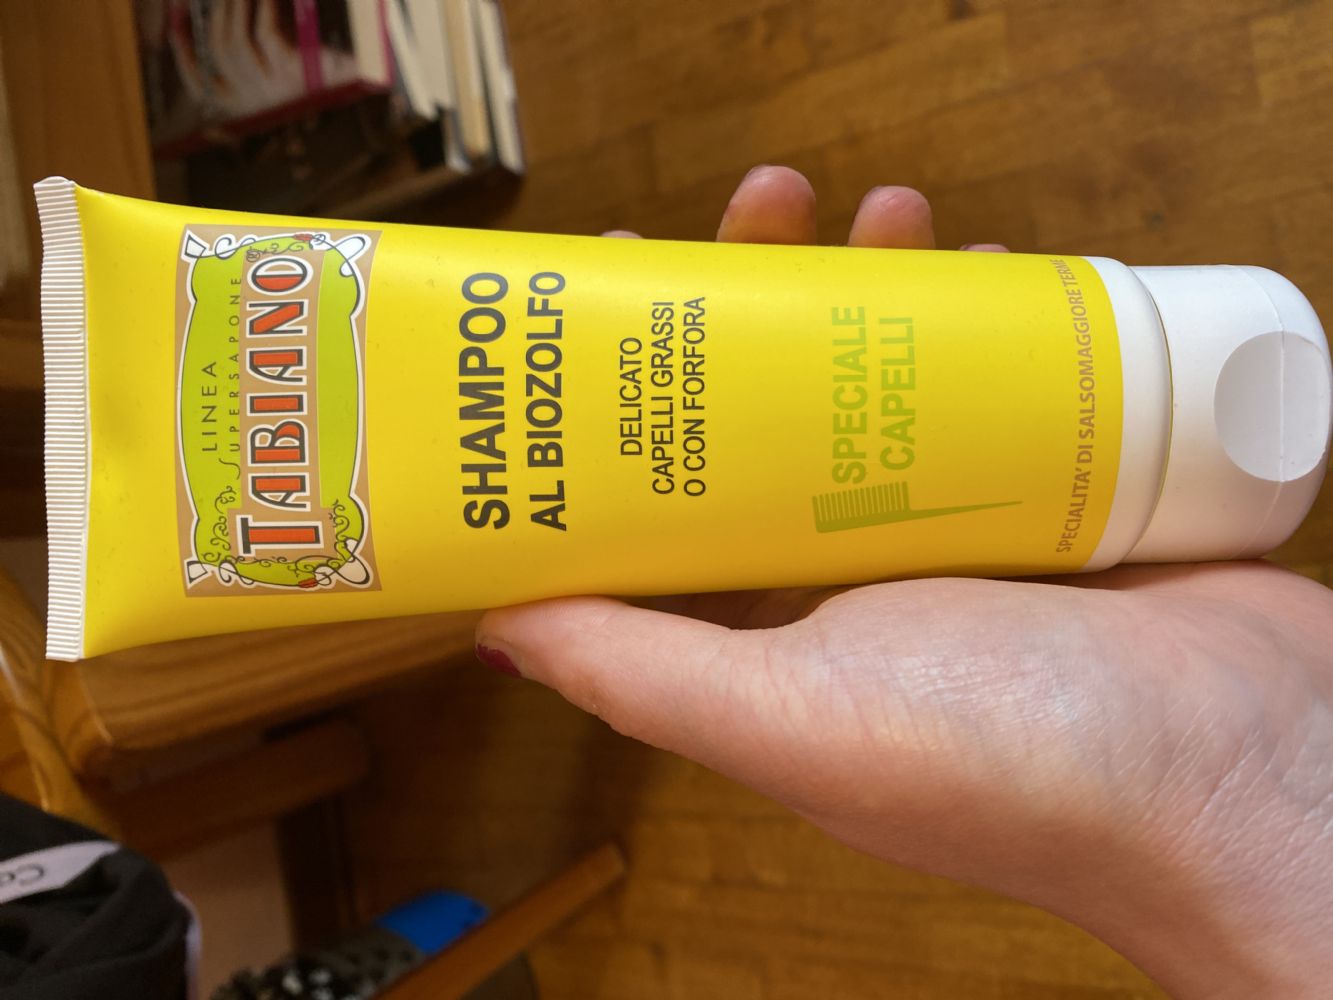 LINEA
SUPERSAPONE
TABIANO
SHAMPOO
AL BIOZOLFO
DELICATO
CAPELLI GRASSI
O CON FORFORA
SPECIALE
CAPELLI
SPECIALITA' DI SALSOMAGGIORE TERME